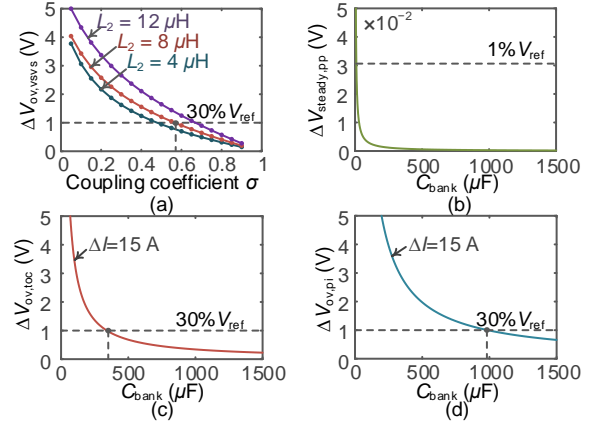 5
4
3
2
1
0
ΔV_ov,vsvs (V)
L₂ = 12 μH
L₂ = 8 μH
L₂ = 4 μH
30%V_ref
0 0.2 0.4 0.6 0.8 1
Coupling coefficient σ
(a)
×10⁻²
5
4
3
2
1
0
ΔV_steady,pp (V)
1%V_ref
0 500 1000 1500
C_bank (μF)
(b)
5
4
3
2
1
0
ΔV_ov,toc (V)
ΔI=15 A
30%V_ref
0 500 1000 1500
C_bank (μF)
(c)
5
4
3
2
1
0
ΔV_ov,pi (V)
ΔI=15 A
30%V_ref
0 500 1000 1500
C_bank (μF)
(d)